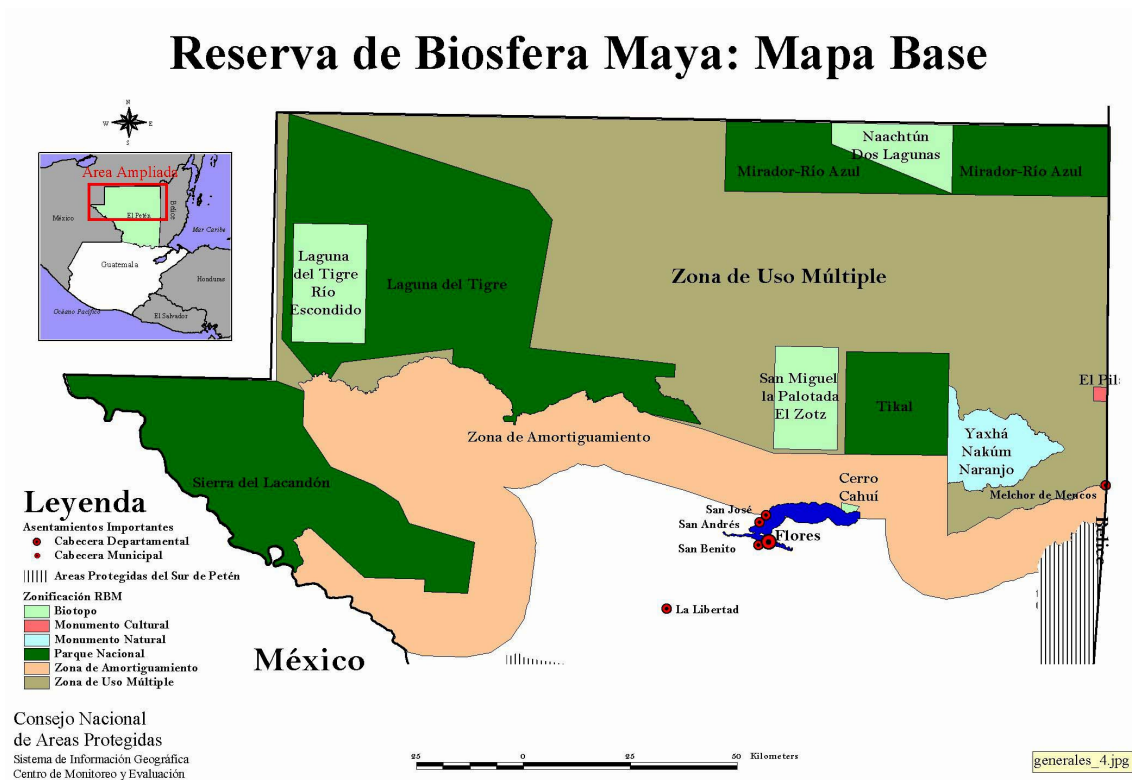 Reserva de Biosfera Maya: Mapa Base
N
W
E
S
Area Ampliada
México
El Petén
Belice
Mar Caribe
Guatemala
Honduras
Océano Pacífico
El Salvador
Naachtún
Dos Lagunas
Mirador-Río Azul
Mirador-Río Azul
Laguna
del Tigre
Río
Escondido
Laguna del Tigre
Zona de Uso Múltiple
San Miguel
la Palotada
El Zotz
Tikal
El Pil
Yaxhá
Nakúm
Naranjo
Zona de Amortiguamiento
Sierra del Lacandón
Cerro
Cahuí
Melchor de Mencos
San José
San Andrés
Flores
San Benito
Belice
La Libertad
México
Leyenda
Asentamientos Importantes
Cabecera Departamental
Cabecera Municipal
Areas Protegidas del Sur de Petén
Zonificación RBM
Biotopo
Monumento Cultural
Monumento Natural
Parque Nacional
Zona de Amortiguamiento
Zona de Uso Múltiple
Consejo Nacional
de Areas Protegidas
Sistema de Información Geográfica
Centro de Monitoreo y Evaluación
25 0 25 50 Kilometers
generales_4.jpg